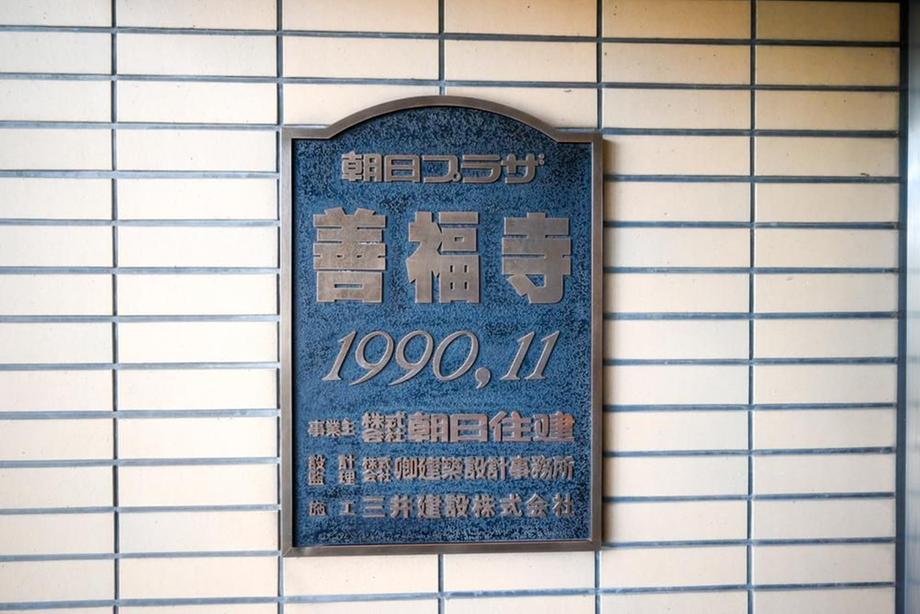 朝日プラザ
善福寺
1990,11
事業主 株式会社 朝日住建
設計監理 株式会社 卿建築設計事務所
施工 三井建設株式会社